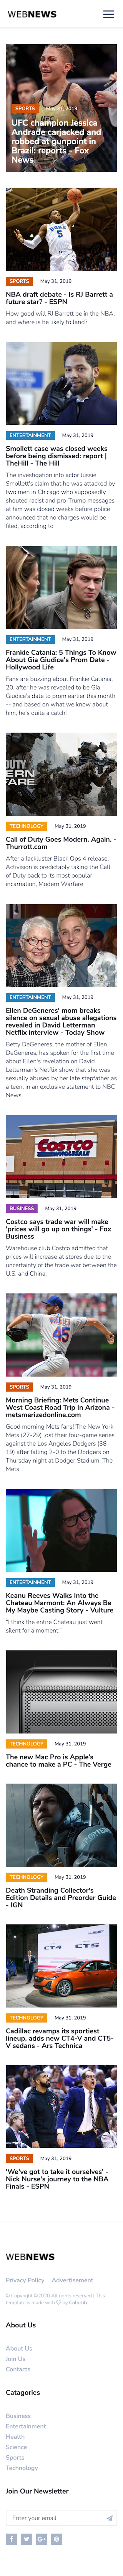 WEBNEWS
SPORTS May 31, 2019
UFC champion Jessica
Andrade carjacked and
robbed at gunpoint in
Brazil: reports - Fox
News
DUKE
5
SPORTS May 31, 2019
NBA draft debate - Is RJ Barrett a
future star? - ESPN
How good will RJ Barrett be in the NBA,
and where is he likely to land?
ENTERTAINMENT May 31, 2019
Smollett case was closed weeks
before being dismissed: report |
TheHill - The Hill
The investigation into actor Jussie
Smollett's claim that he was attacked by
two men in Chicago who supposedly
shouted racist and pro-Trump messages
at him was closed weeks before police
announced that no charges would be
filed, according to
ENTERTAINMENT May 31, 2019
Frankie Catania: 5 Things To Know
About Gia Giudice's Prom Date -
Hollywood Life
Fans are buzzing about Frankie Catania,
20, after he was revealed to be Gia
Giudice's date to prom earlier this month
-- and based on what we know about
him, he's quite a catch!
DUTY
TECHNOLOGY May 31, 2019
Call of Duty Goes Modern. Again. -
Thurrott.com
After a lackluster Black Ops 4 release,
Activision is predictably taking the Call
of Duty back to its most popular
incarnation, Modern Warfare.
ENTERTAINMENT May 31, 2019
Ellen DeGeneres' mom breaks
silence on sexual abuse allegations
revealed in David Letterman
Netflix interview - Today Show
Betty DeGeneres, the mother of Ellen
DeGeneres, has spoken for the first time
about Ellen's revelation on David
Letterman's Netflix show that she was
sexually abused by her late stepfather as
a teen, in an exclusive statement to NBC
News.
COSTCO
WHOLESALE
BUSINESS May 31, 2019
Costco says trade war will make
'prices will go up on things' - Fox
Business
Warehouse club Costco admitted that
prices will increase at stores due to the
uncertainty of the trade war between the
U.S. and China.
45
SPORTS May 31, 2019
Morning Briefing: Mets Continue
West Coast Road Trip In Arizona -
metsmerizedonline.com
Good morning Mets fans! The New York
Mets (27-29) lost their four-game series
against the Los Angeles Dodgers (38-
19) after falling 2-0 to the Dodgers on
Thursday night at Dodger Stadium. The
Mets
ENTERTAINMENT May 31, 2019
Keanu Reeves Walks Into the
Chateau Marmont: An Always Be
My Maybe Casting Story - Vulture
"I think the entire Chateau just went
silent for a moment."
TECHNOLOGY May 31, 2019
The new Mac Pro is Apple's
chance to make a PC - The Verge
TECHNOLOGY May 31, 2019
Death Stranding Collector's
Edition Details and Preorder Guide
- IGN
CT4 CT5
TECHNOLOGY May 31, 2019
Cadillac revamps its sportiest
lineup, adds new CT4-V and CT5-
V sedans - Ars Technica
SPORTS May 31, 2019
'We've got to take it ourselves' -
Nick Nurse's journey to the NBA
Finals - ESPN
WEBNEWS
Privacy Policy Advertisement
© Copyright ©2020 All rights reserved | This
template is made with by Colorlib
About Us
About Us
Join Us
Contacts
Catagories
Business
Entertainment
Health
Science
Sports
Technology
Join Our Newsletter
Enter your email